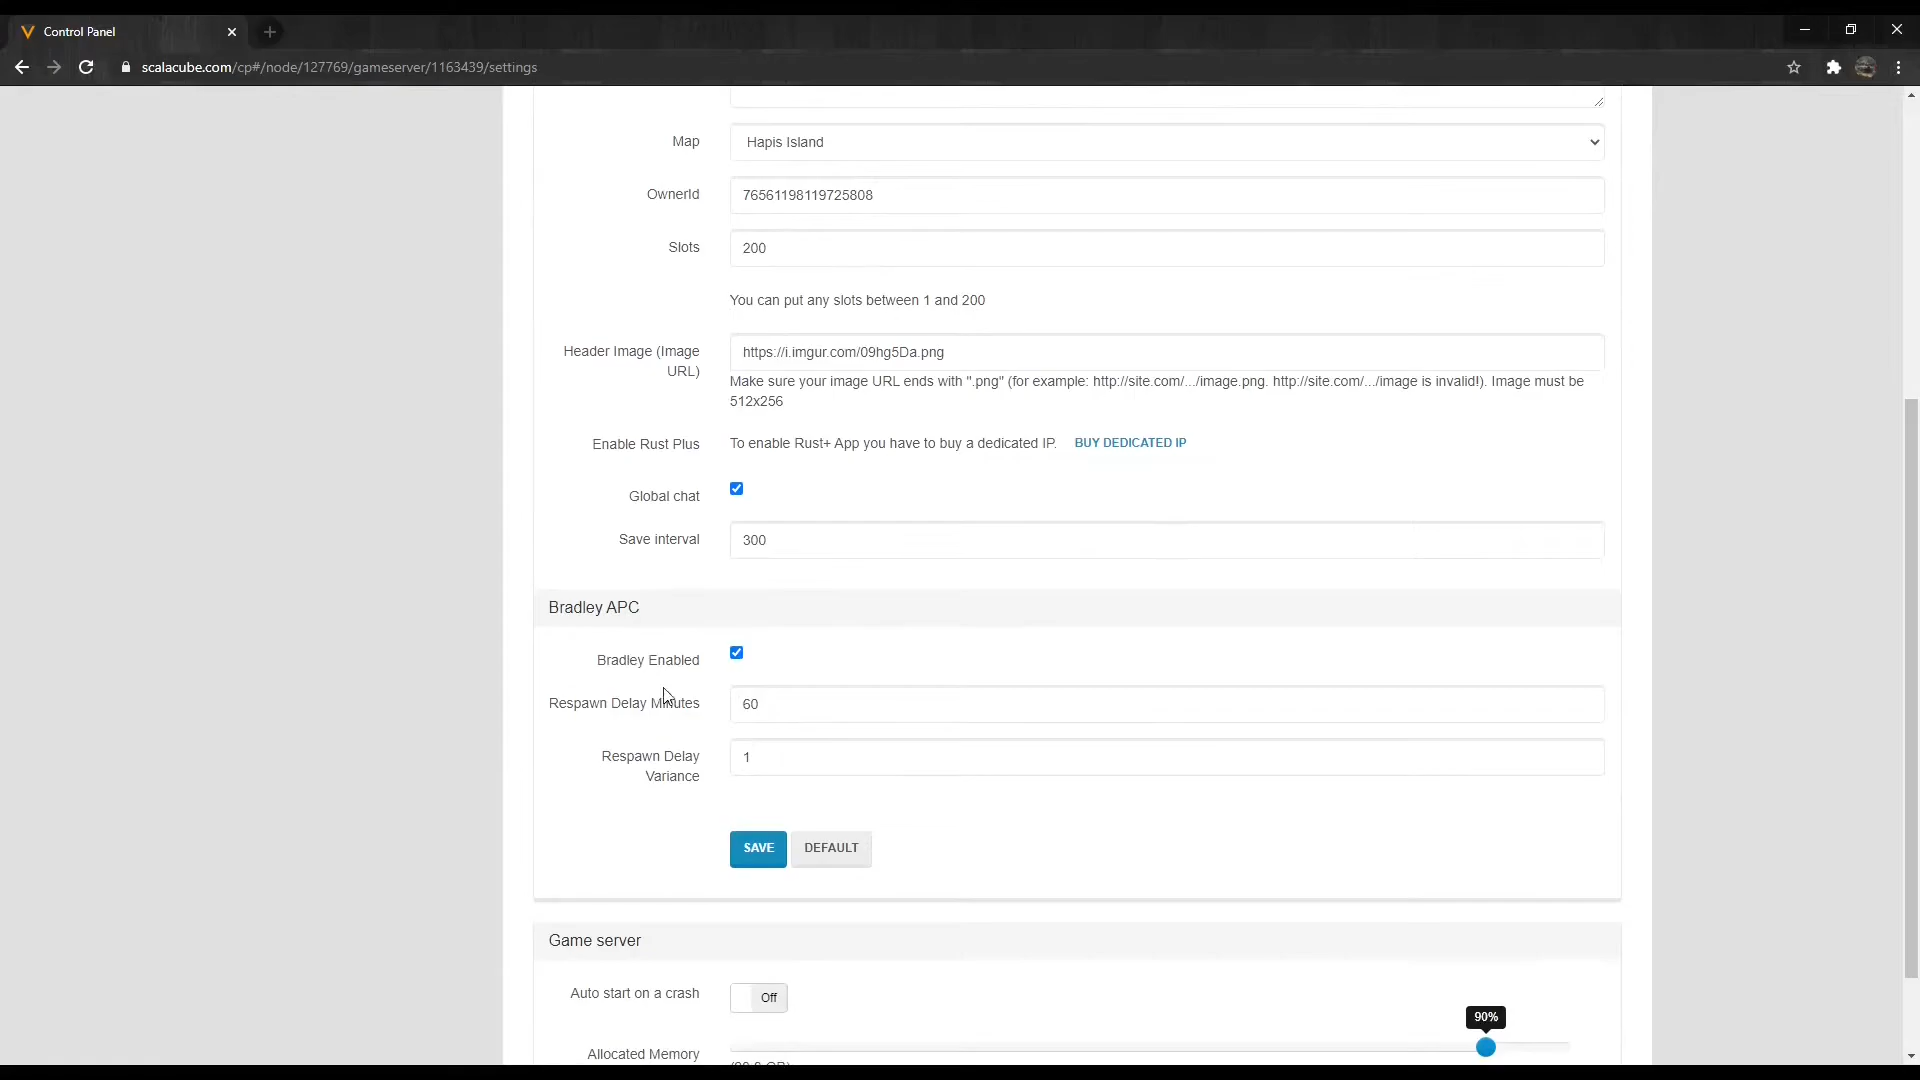 Control Panel
scalacube.com/cp#/node/127769/gameserver/1163439/settings
Map
Hapis Island
OwnerId
76561198119725808
Slots
200
You can put any slots between 1 and 200
Header Image (Image
URL)
https://i.imgur.com/09hg5Da.png
Make sure your image URL ends with ".png" (for example: http://site.com/.../image.png. http://site.com/.../image is invalid!). Image must be
512x256
Enable Rust Plus
To enable Rust+ App you have to buy a dedicated IP. BUY DEDICATED IP
Global chat
Save interval
300
Bradley APC
Bradley Enabled
Respawn Delay Minutes
60
Respawn Delay
Variance
1
SAVE DEFAULT
Game server
Auto start on a crash
Off
90%
Allocated Memory